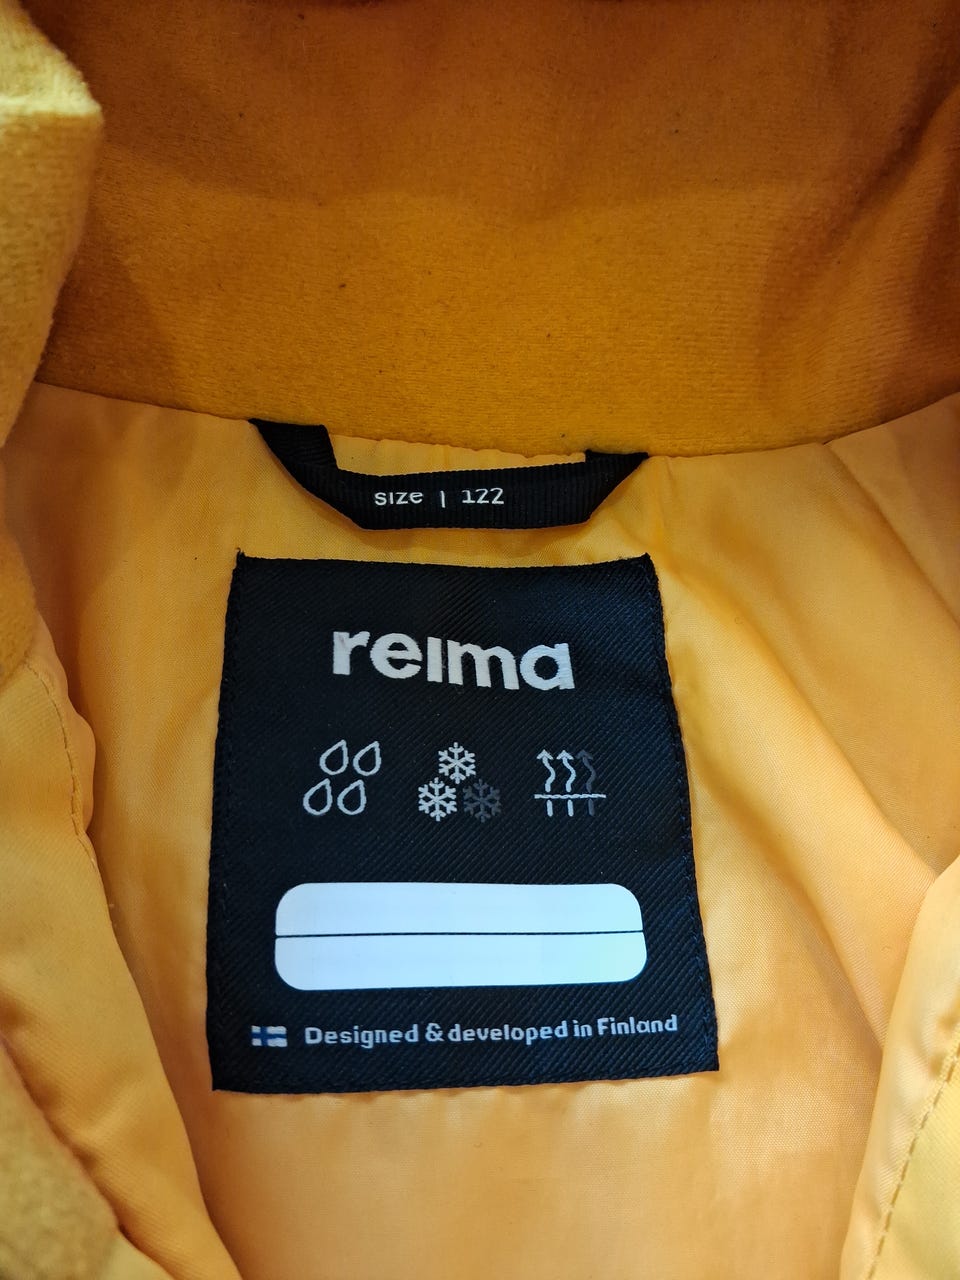 size | 122
reima
Designed & developed in Finland